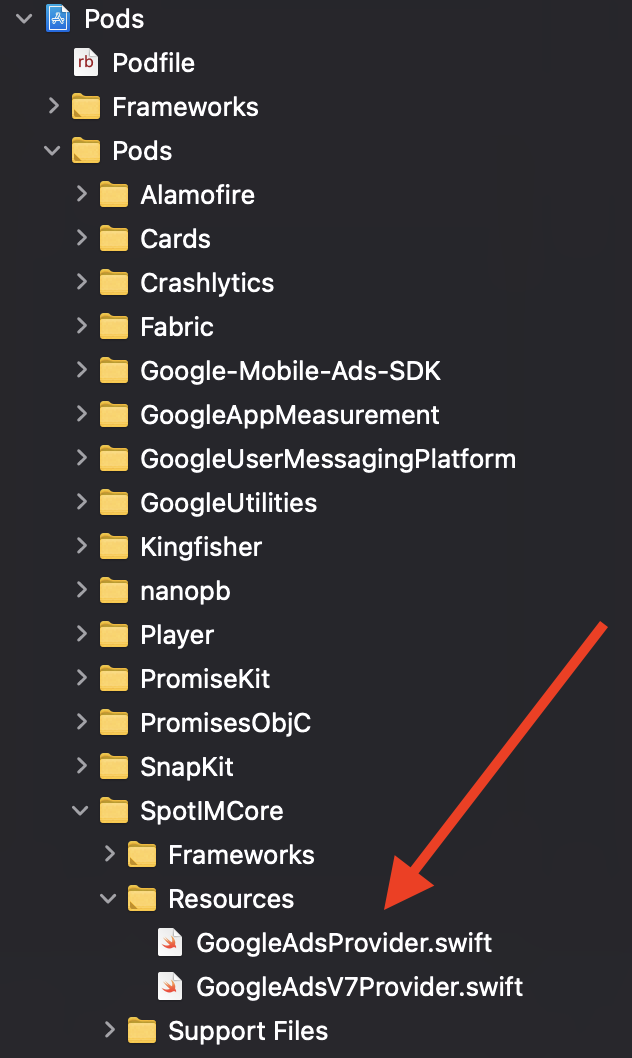 Pods
rb Podfile
Frameworks
Pods
Alamofire
Cards
Crashlytics
Fabric
Google-Mobile-Ads-SDK
GoogleAppMeasurement
GoogleUserMessagingPlatform
GoogleUtilities
Kingfisher
nanopb
Player
PromiseKit
PromisesObjC
SnapKit
SpotIMCore
Frameworks
Resources
GoogleAdsProvider.swift
GoogleAdsV7Provider.swift
Support Files